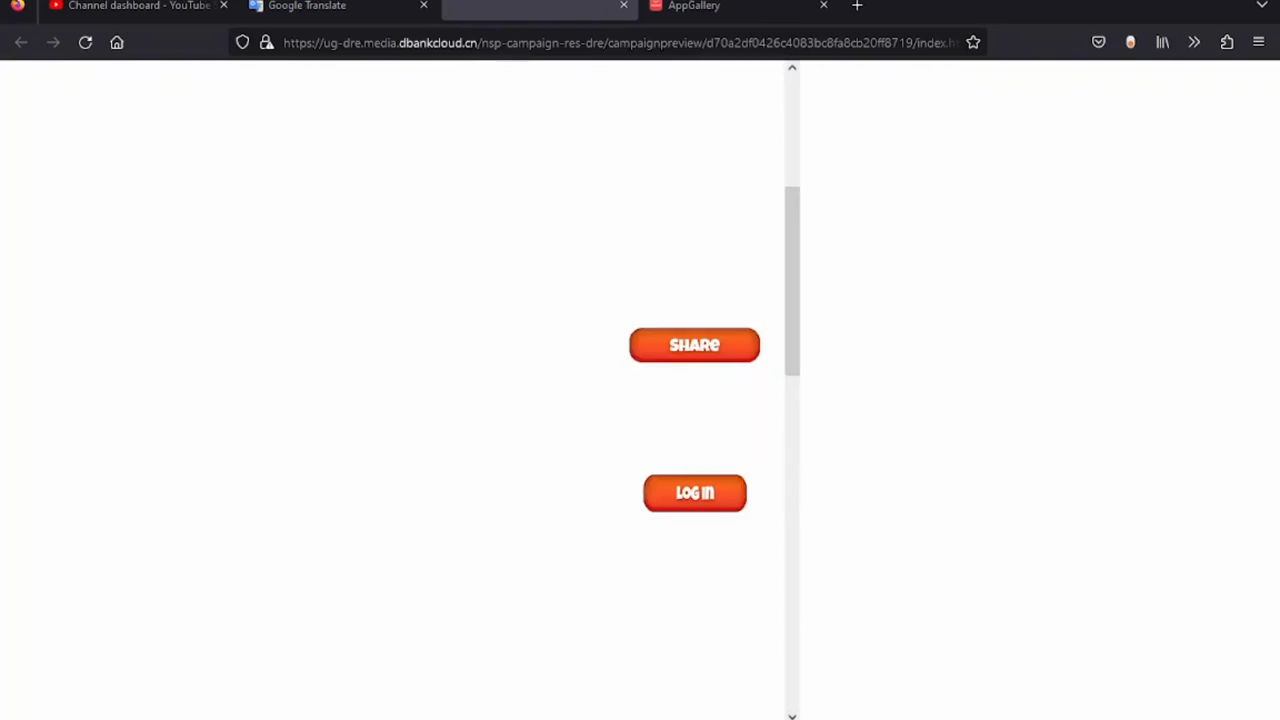 Channel dashboard - YouTube
Google Translate
AppGallery
https://ug-dre.media.dbankcloud.cn/nsp-campaign-res-dre/campaignpreview/d70a2df0426c4083bc8fa8cb20ff8719/index.h
SHARE
LOG IN